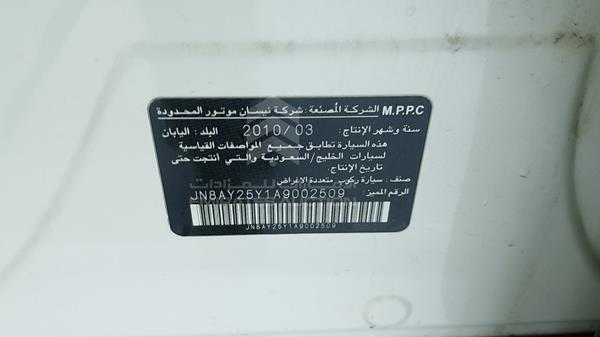 M.P.P.C الشركة المصنعة: شركة نيسان موتور المحدودة
سنة وشهر الإنتاج: 2010/03 البلد: اليابان
هذه السيارة تطابق جميع المواصفات القياسية
لسيارات الخليج/السعودية والتي أنتجت حتى
تاريخ الإنتاج.
صنف: سيارة ركوب متعددة الأغراض
الرقم المميز: JN8AY25Y1A9002509
JN8AY25Y1A9002509